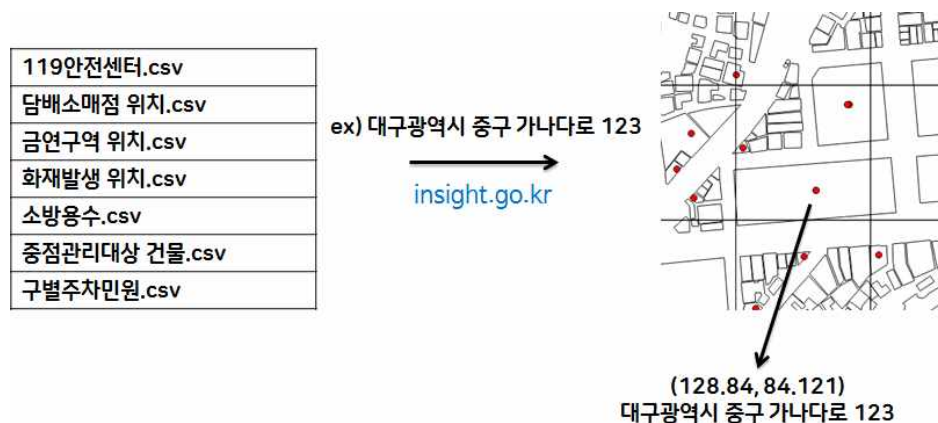 119안전센터.csv
담배소매점 위치.csv
금연구역 위치.csv
화재발생 위치.csv
소방용수.csv
중점관리대상 건물.csv
구별주차민원.csv
ex) 대구광역시 중구 가나다로 123
insight.go.kr
(128.84, 84.121)
대구광역시 중구 가나다로 123